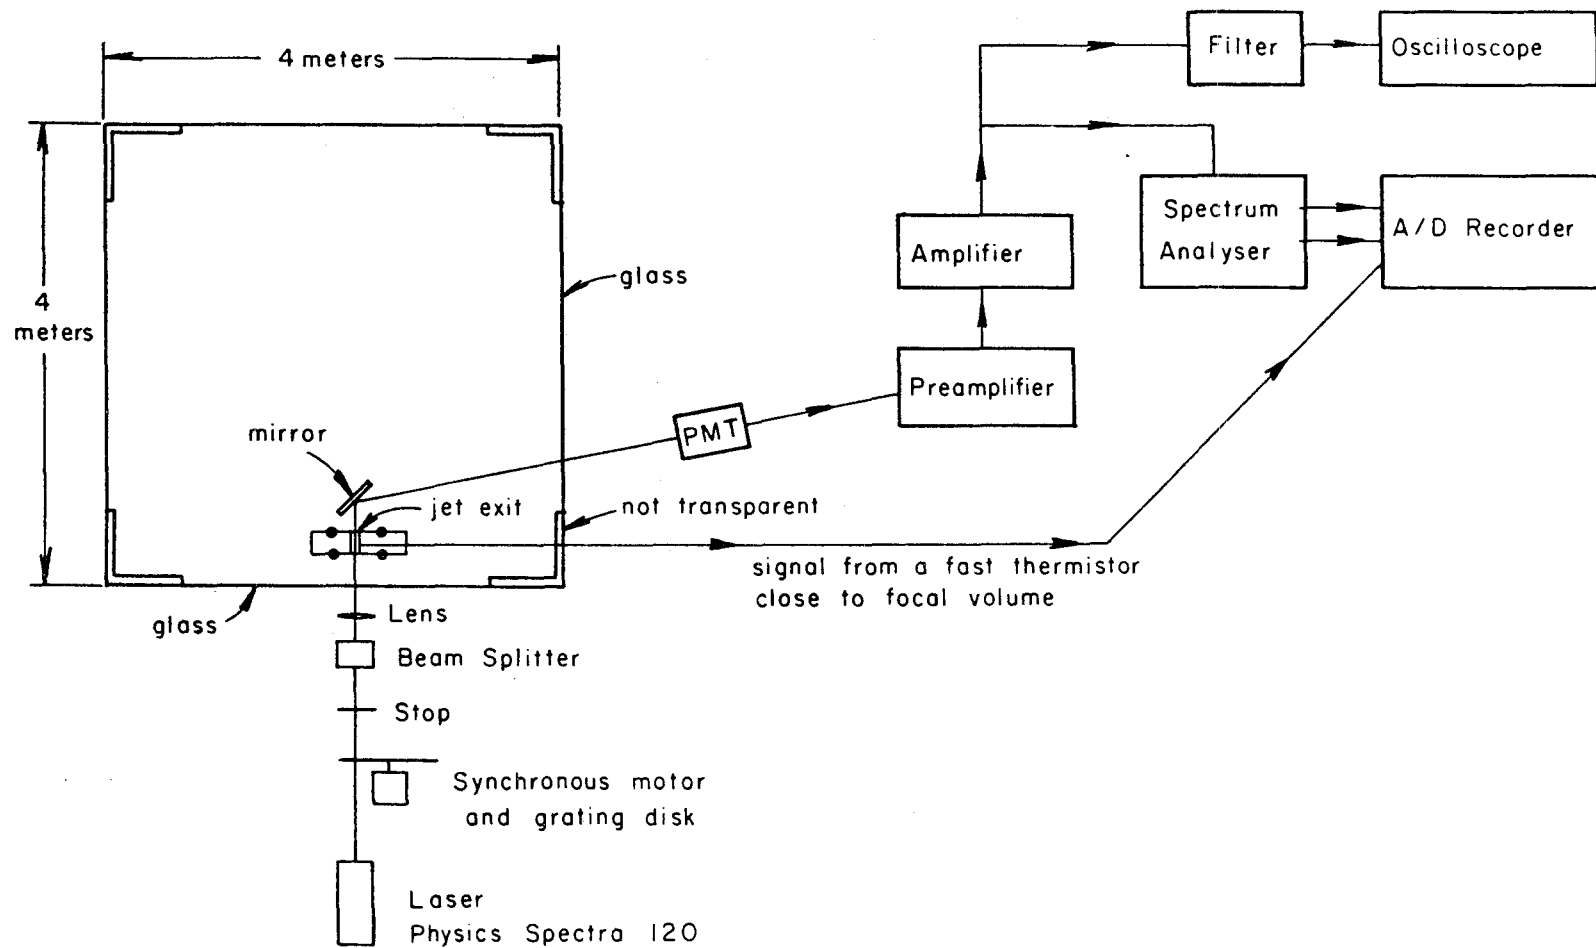 4 meters
Filter
Oscilloscope
Spectrum
Analyser
A/D Recorder
Amplifier
glass
4
meters
Preamplifier
PMT
mirror
jet exit
not transparent
signal from a fast thermistor
close to focal volume
glass
Lens
Beam Splitter
Stop
Synchronous motor
and grating disk
Laser
Physics Spectra 120